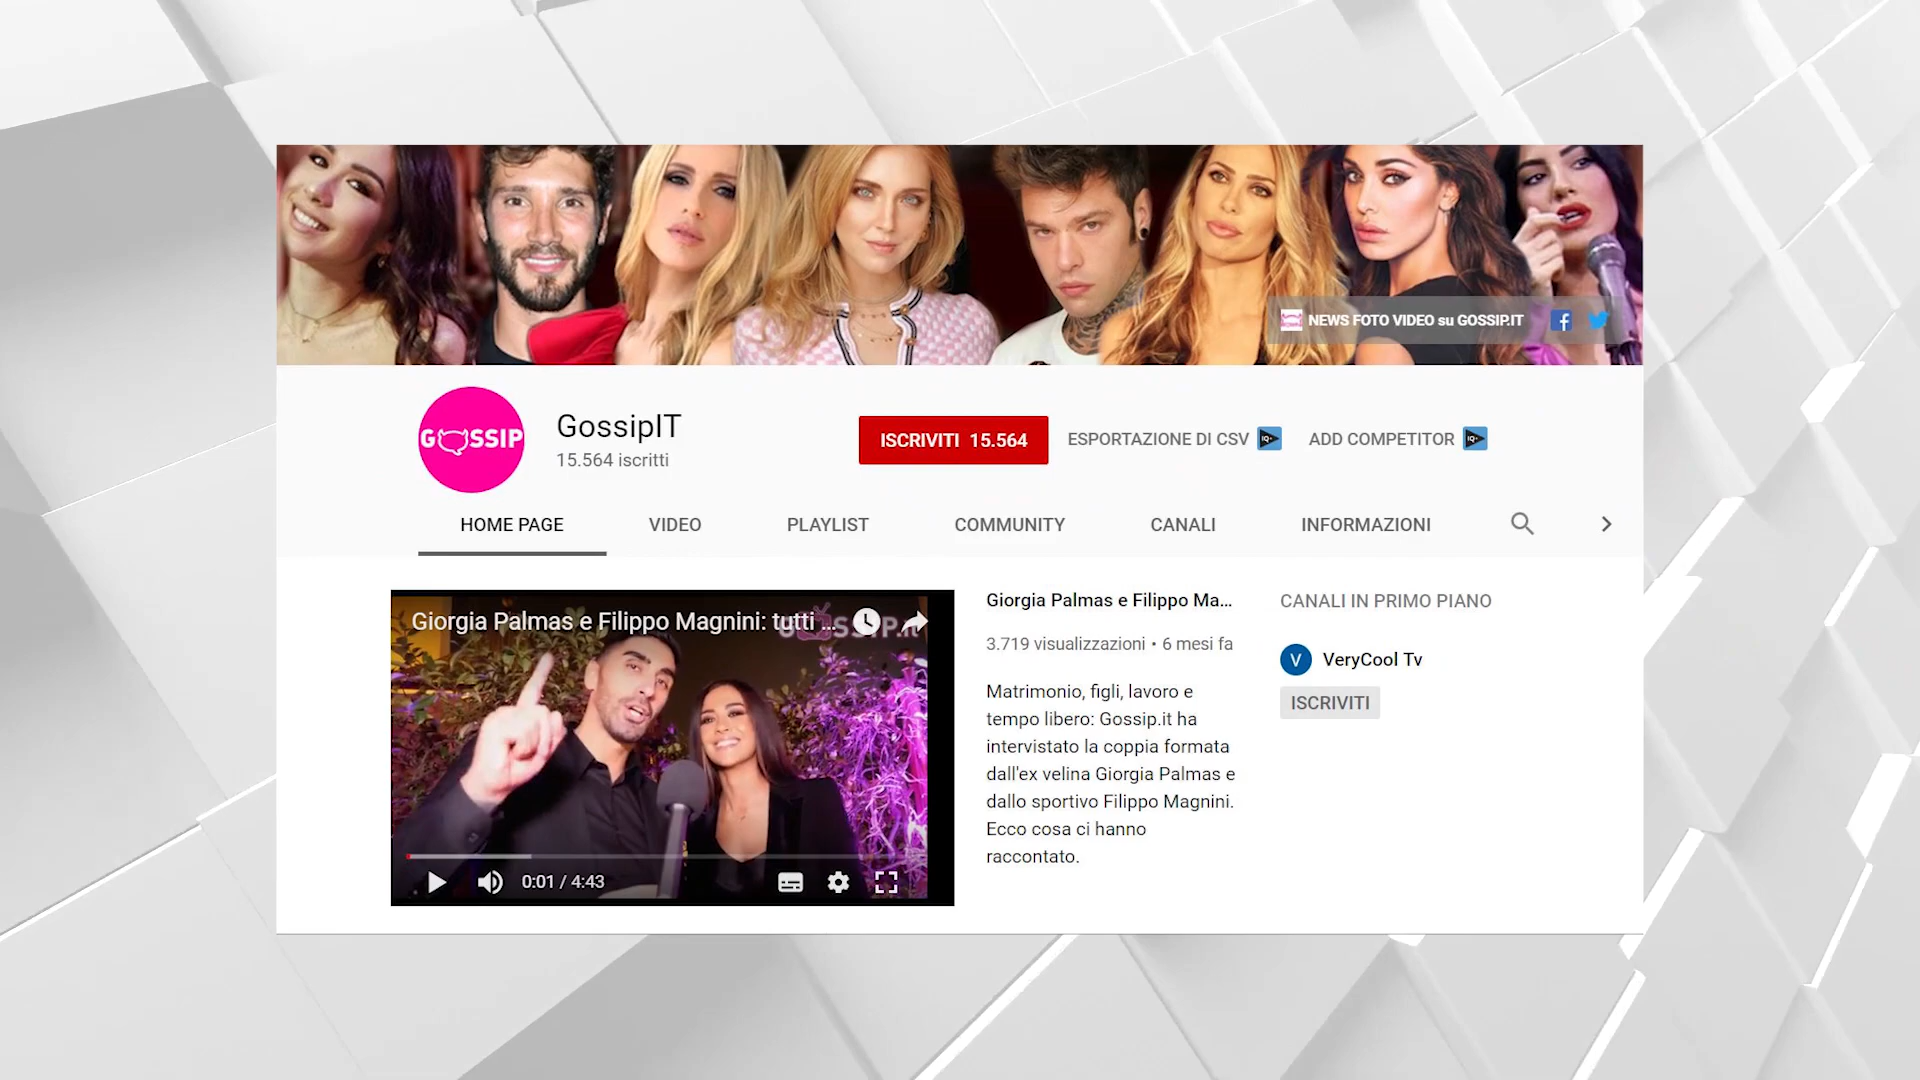 NEWS FOTO VIDEO su GOSSIP.IT
GOSSIP
GossipIT
15.564 iscritti
ISCRIVITI 15.564
ESPORTAZIONE DI CSV
ADD COMPETITOR
HOME PAGE
VIDEO
PLAYLIST
COMMUNITY
CANALI
INFORMAZIONI
Giorgia Palmas e Filippo Magnini: tutti ...
GOSSIP.it
0:01 / 4:43
Giorgia Palmas e Filippo Ma...
3.719 visualizzazioni • 6 mesi fa
Matrimonio, figli, lavoro e
tempo libero: Gossip.it ha
intervistato la coppia formata
dall'ex velina Giorgia Palmas e
dallo sportivo Filippo Magnini.
Ecco cosa ci hanno
raccontato.
CANALI IN PRIMO PIANO
V VeryCool Tv
ISCRIVITI